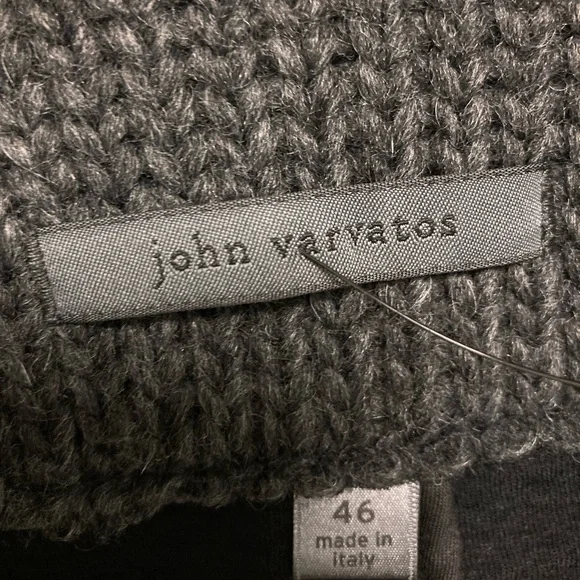 john varvatos
46
made in
italy